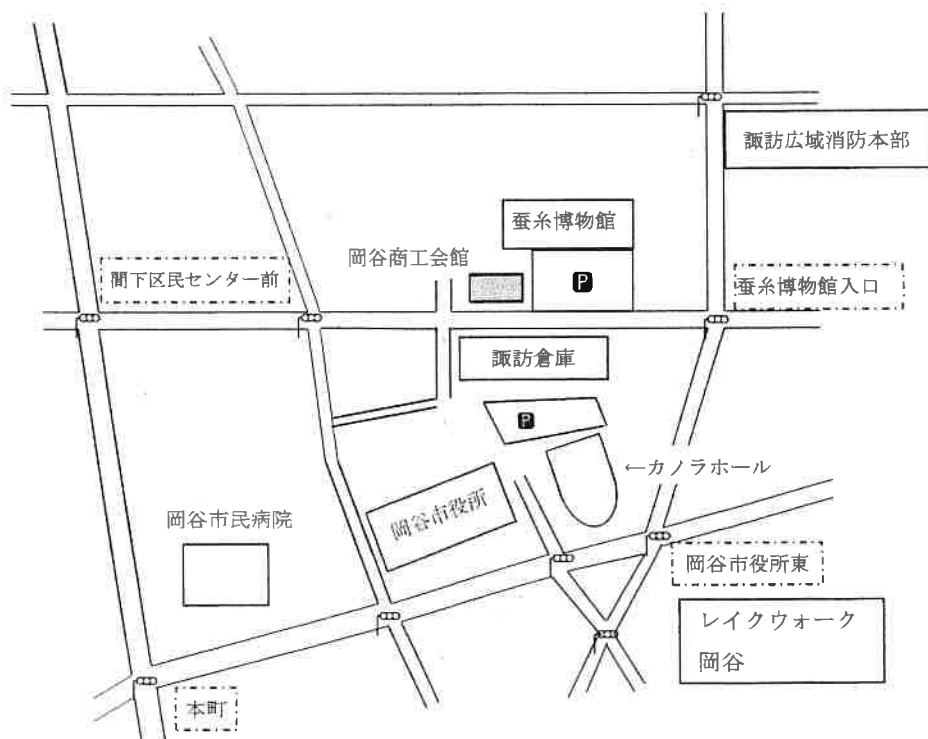 諏訪広域消防本部
蚕糸博物館
岡谷商工会館
P
間下区民センター前
蚕糸博物館入口
諏訪倉庫
P
←カノラホール
岡谷市役所
岡谷市民病院
岡谷市役所東
レイクウォーク
岡谷
本町